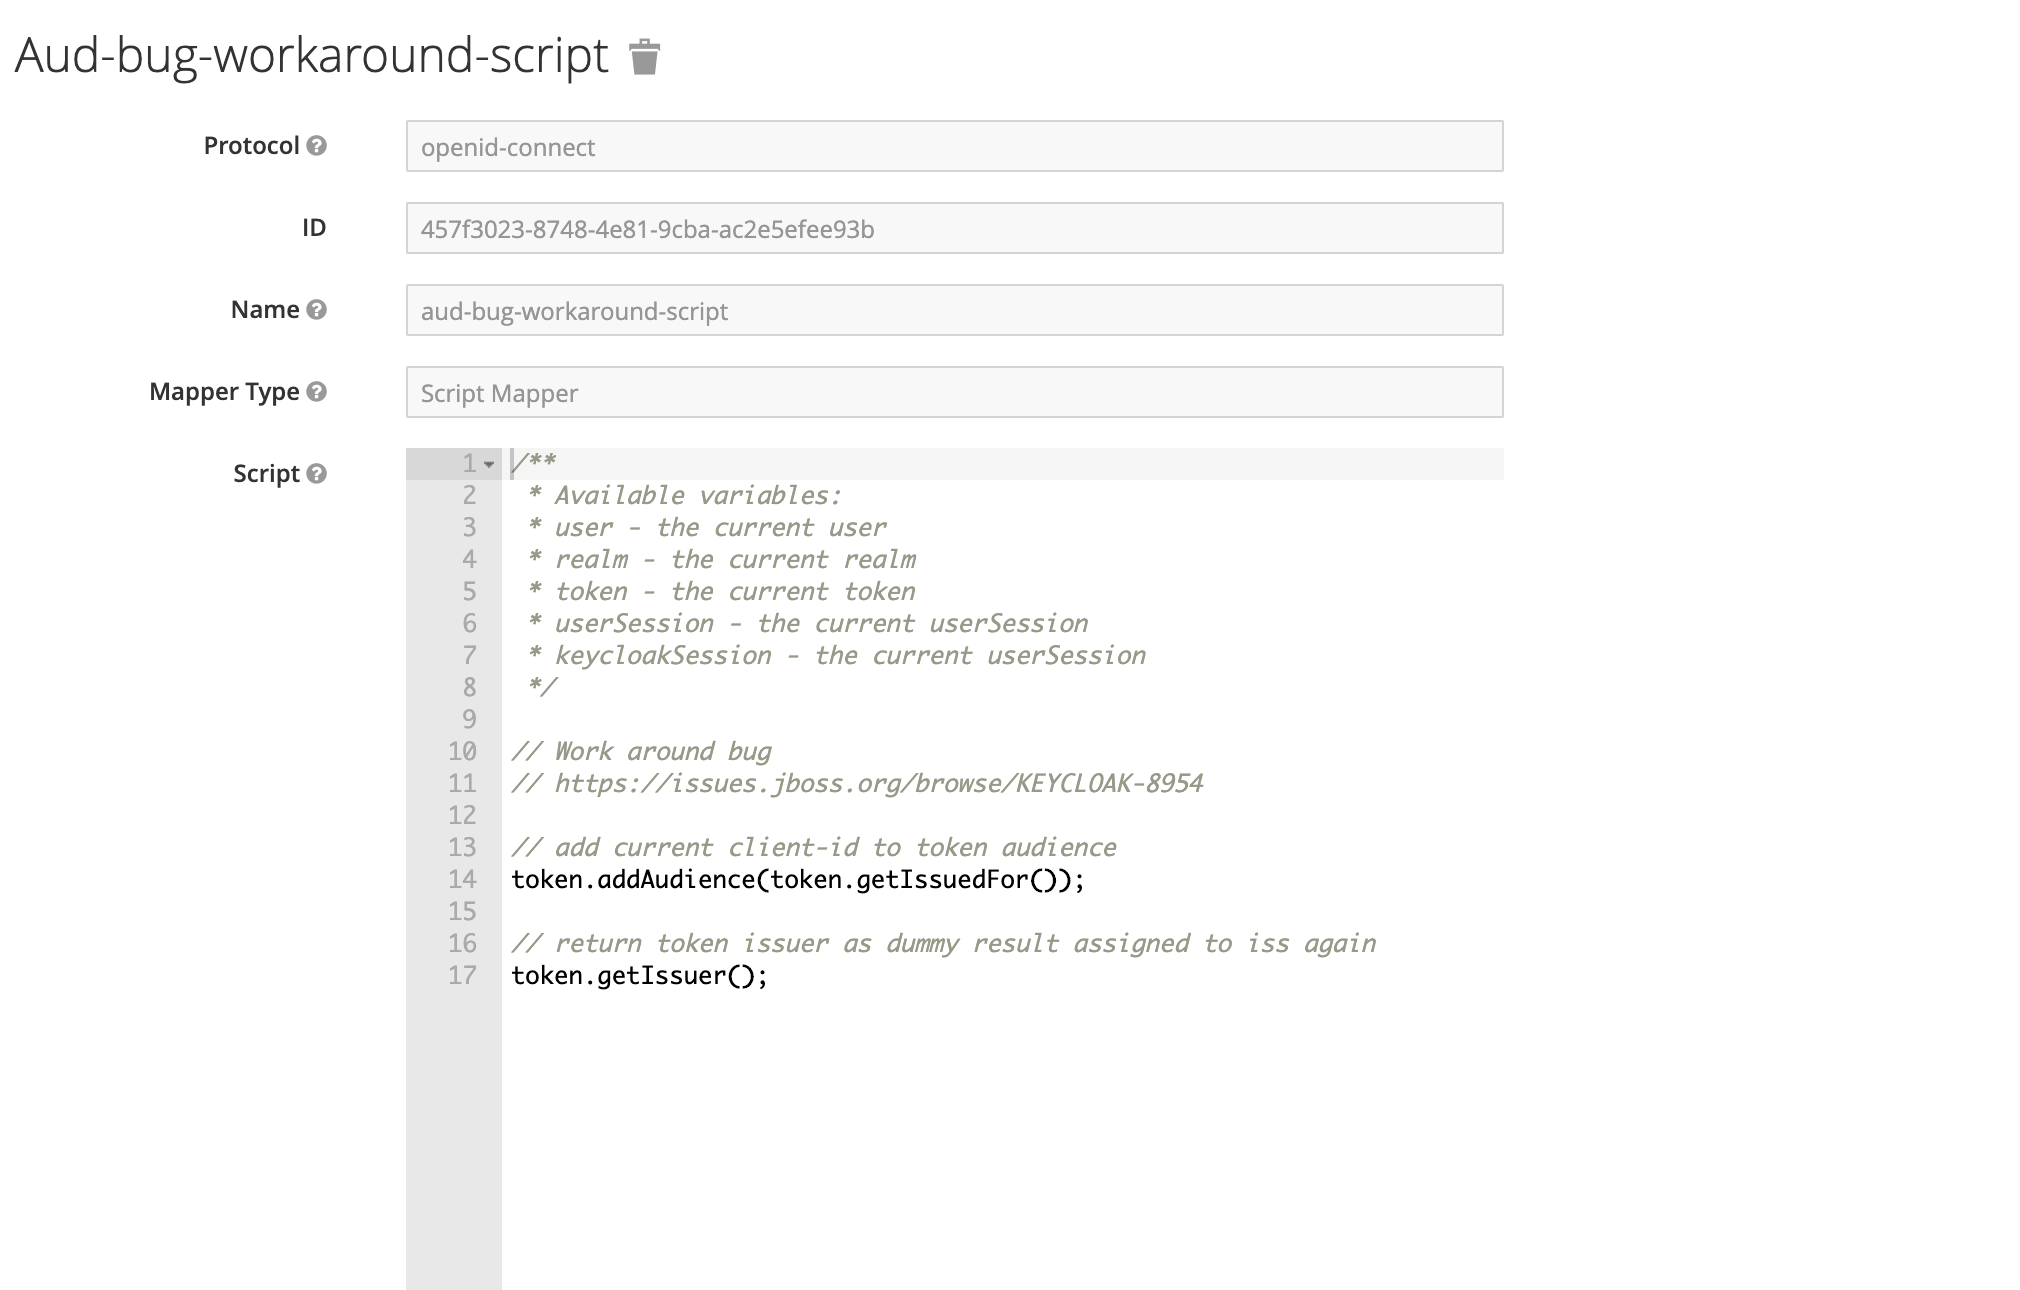 Aud-bug-workaround-script
Protocol
openid-connect
ID
457f3023-8748-4e81-9cba-ac2e5efee93b
Name
aud-bug-workaround-script
Mapper Type
Script Mapper
Script
1 /**
2 * Available variables:
3 * user - the current user
4 * realm - the current realm
5 * token - the current token
6 * userSession - the current userSession
7 * keycloakSession - the current userSession
8 */
9
10 // Work around bug
11 // https://issues.jboss.org/browse/KEYCLOAK-8954
12
13 // add current client-id to token audience
14 token.addAudience(token.getIssuedFor());
15
16 // return token issuer as dummy result assigned to iss again
17 token.getIssuer();